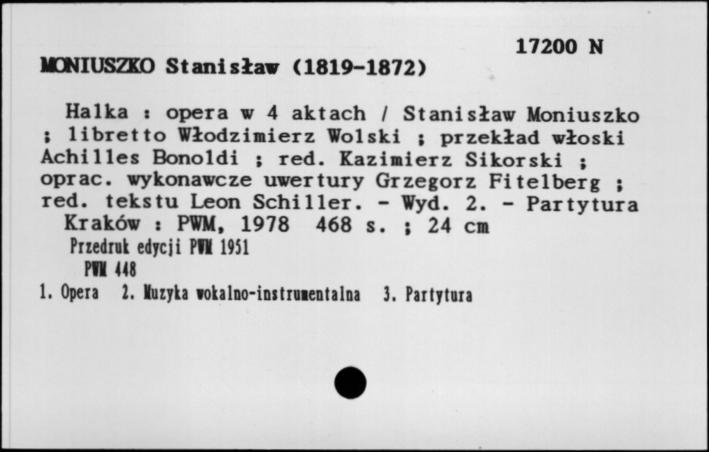 17200 N
MONIUSZKO Stanisław (1819-1872)
Halka : opera w 4 aktach / Stanisław Moniuszko
; libretto Włodzimierz Wolski ; przekład włoski
Achilles Bonoldi ; red. Kazimierz Sikorski ;
oprac. wykonawcze uwertury Grzegorz Fitelberg ;
red. tekstu Leon Schiller. - Wyd. 2. - Partytura
Kraków : PWM, 1978 468 s. ; 24 cm
Przedruk edycji PWM 1951
PWM 448
1. Opera 2. Muzyka wokalno-instrumentalna 3. Partytura